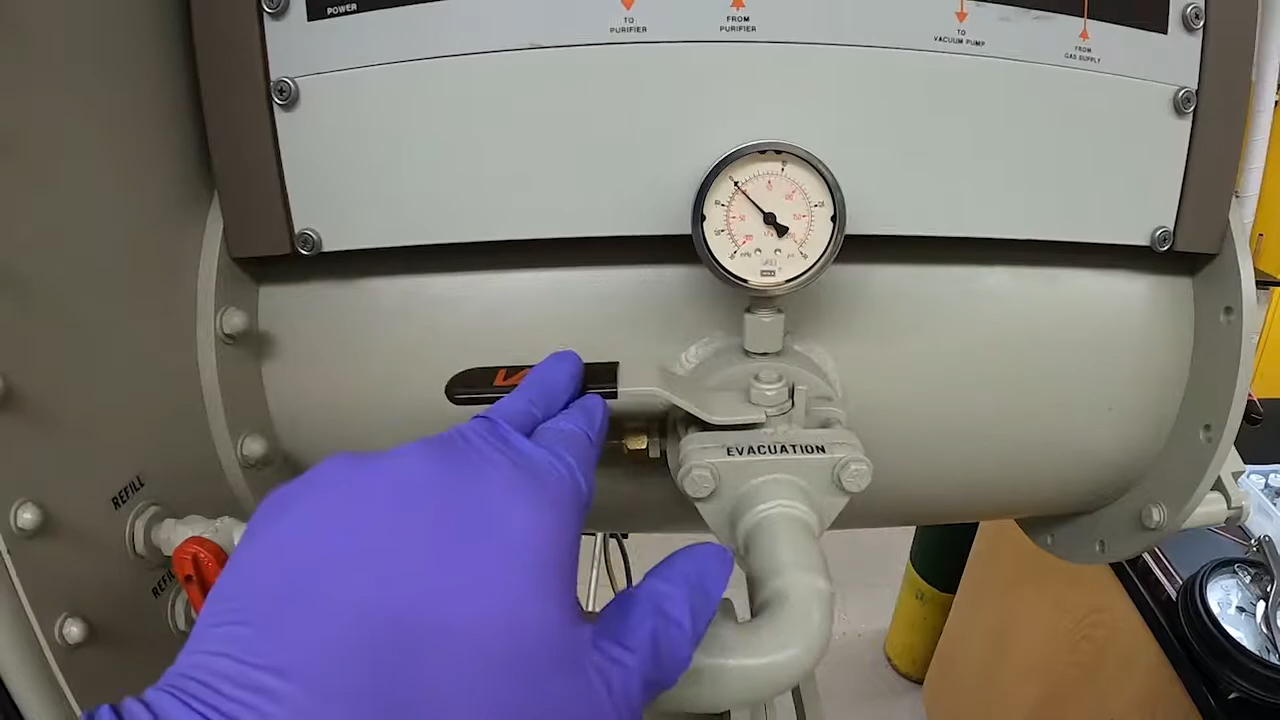 POWER
TO
PURIFIER
FROM
PURIFIER
TO
VACUUM PUMP
FROM
GAS SUPPLY
EVACUATION
REFILL